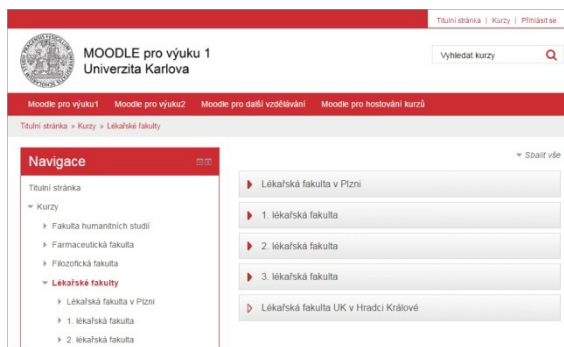 Titulní stránka | Kurzy | Přihlásit se
MOODLE pro výuku 1
Univerzita Karlova
Vyhledat kurzy
Moodle pro výuku1 Moodle pro výuku2 Moodle pro další vzdělávání Moodle pro hostování kurzů
Titulní stránka » Kurzy » Lékařské fakulty
Navigace
Titulní stránka
Kurzy
Fakulta humanitních studií
Farmaceutická fakulta
Filozofická fakulta
Lékařské fakulty
Lékařská fakulta v Plzni
1. lékařská fakulta
2. lékařská fakulta
Sbalit vše
Lékařská fakulta v Plzni
1. lékařská fakulta
2. lékařská fakulta
3. lékařská fakulta
Lékařská fakulta UK v Hradci Králové